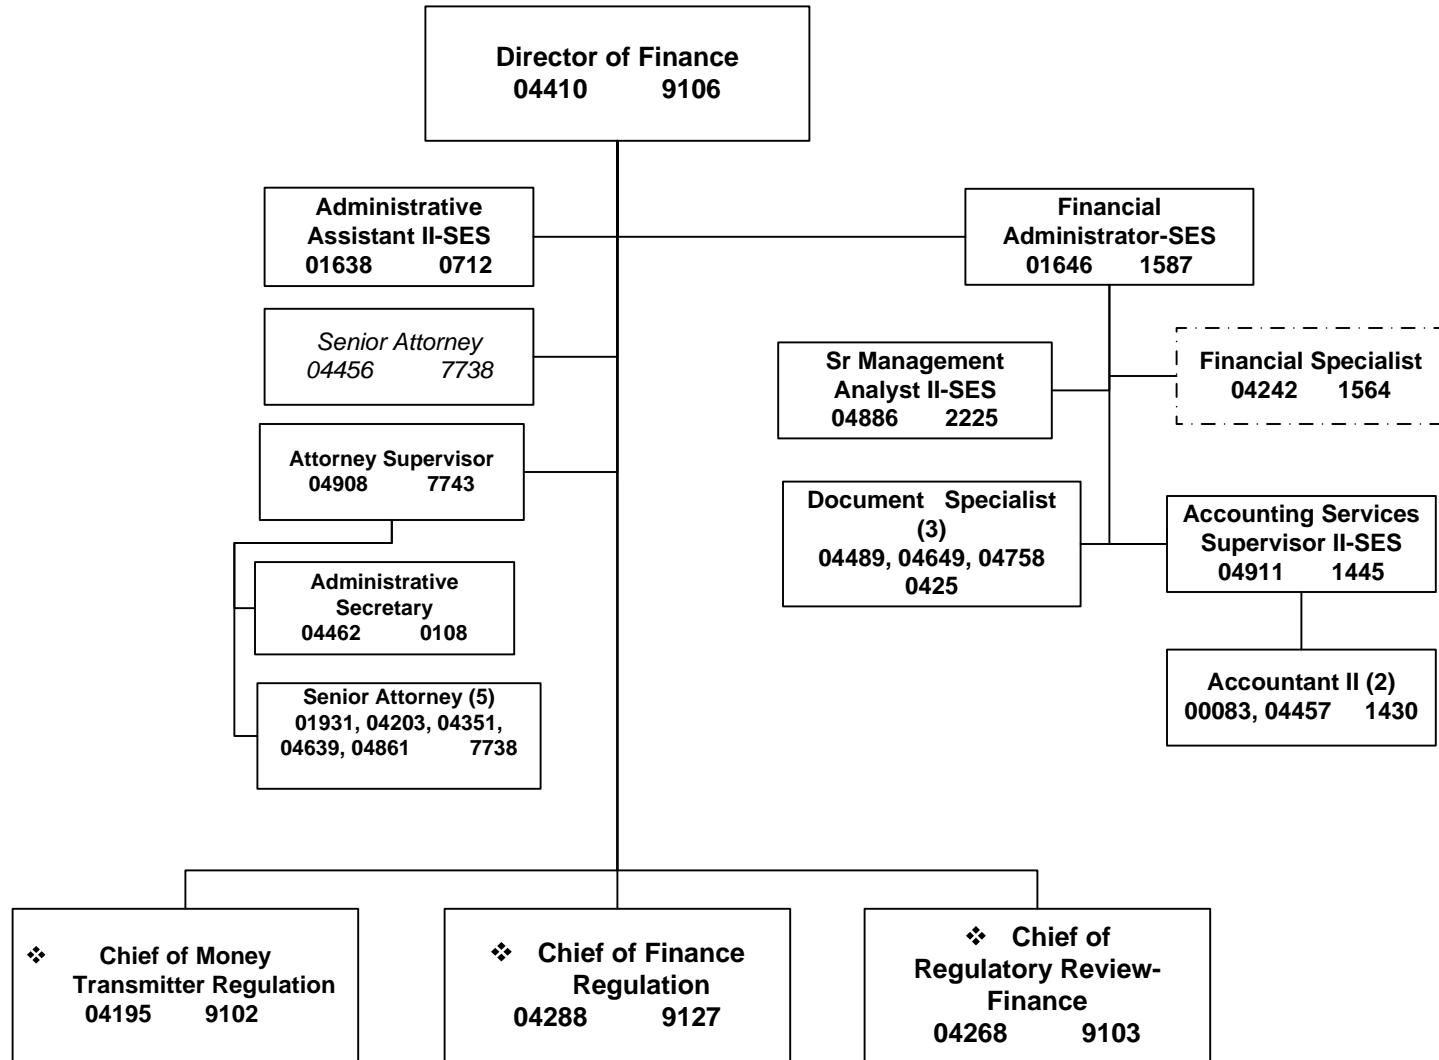 Director of Finance
04410 9106
Administrative
Assistant II-SES
01638 0712
Financial
Administrator-SES
01646 1587
Senior Attorney
04456 7738
Sr Management
Analyst II-SES
04886 2225
Financial Specialist
04242 1564
Attorney Supervisor
04908 7743
Document Specialist
(3)
04489, 04649, 04758
0425
Accounting Services
Supervisor II-SES
04911 1445
Administrative
Secretary
04462 0108
Accountant II (2)
00083, 04457 1430
Senior Attorney (5)
01931, 04203, 04351,
04639, 04861 7738
❖ Chief of Money
Transmitter Regulation
04195 9102
❖ Chief of Finance
Regulation
04288 9127
❖ Chief of
Regulatory Review-
Finance
04268 9103